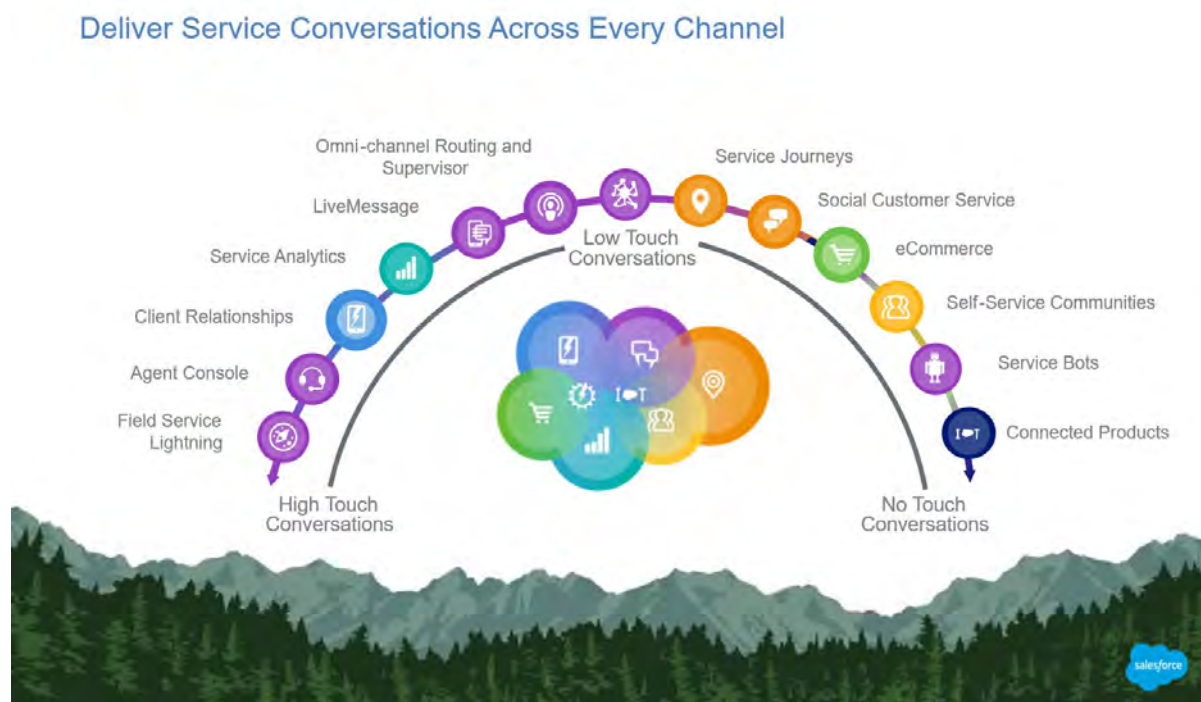 Deliver Service Conversations Across Every Channel
Omni-channel Routing and
Supervisor
LiveMessage
Service Analytics
Client Relationships
Agent Console
Field Service
Lightning
Service Journeys
Social Customer Service
eCommerce
Self-Service Communities
Service Bots
Connected Products
IoT
Low Touch
Conversations
IoT
High Touch
Conversations
No Touch
Conversations
salesforce